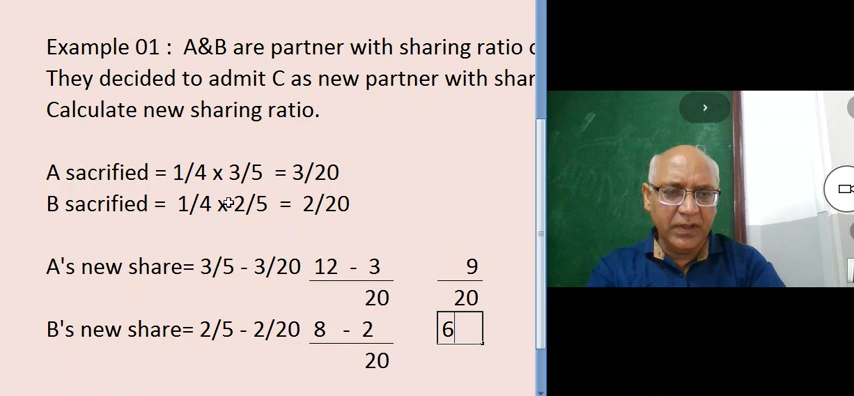 Example 01 :  A&B are partner with sharing ratio
They decided to admit C as new partner with
Calculate new sharing ratio.
A sacrified = 1/4 x 3/5  = 3/20
B sacrified =  1/4 x 2/5  =  2/20
A's new share= 3/5 - 3/20  12  -  3  9
20  20
B's new share= 2/5 - 2/20  8  - 2  6
20